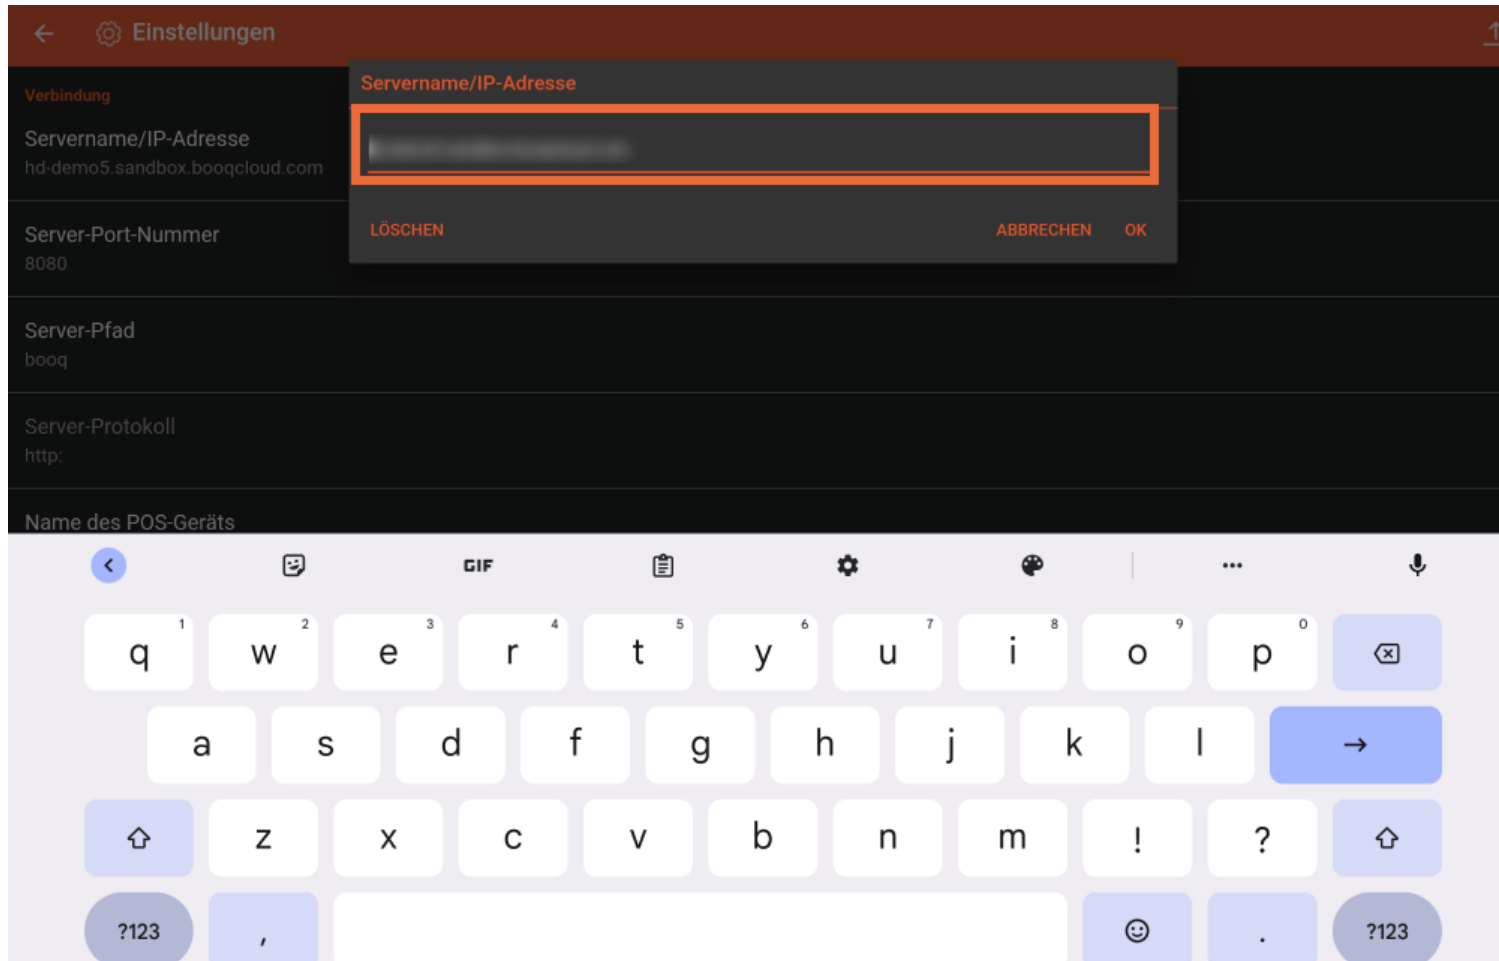 Einstellungen
Verbindung
Servername/IP-Adresse
hd-demo5.sandbox.booqcloud.com
Server-Port-Nummer
8080
Server-Pfad
booq
Server-Protokoll
http:
Name des POS-Geräts
Servername/IP-Adresse
LÖSCHEN
ABBRECHEN OK
GIF
q 1 w 2 e 3 r 4 t 5 y 6 u 7 i 8 o 9 p 0
a s d f g h j k l
z x c v b n m ! ?
?123 , . ?123